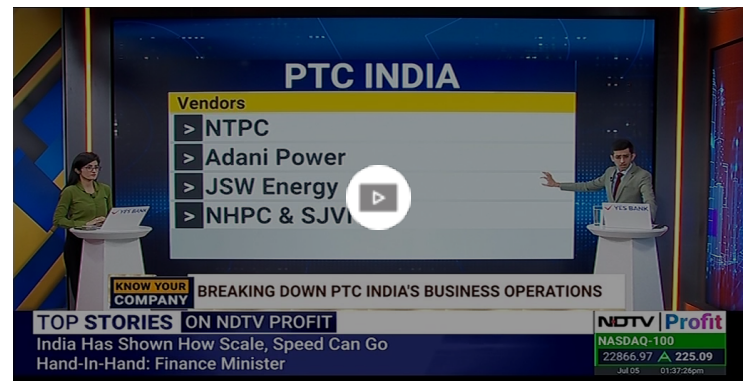 PTC INDIA
Vendors
> NTPC
> Adani Power
> JSW Energy
> NHPC & SJV
YES BANK
YES BANK
KNOW YOUR
COMPANY
BREAKING DOWN PTC INDIA'S BUSINESS OPERATIONS
TOP STORIES ON NDTV PROFIT
NDTV | Profit
India Has Shown How Scale, Speed Can Go
Hand-In-Hand: Finance Minister
NASDAQ-100
22866.97 225.09
Jul 05 01:37:26pm